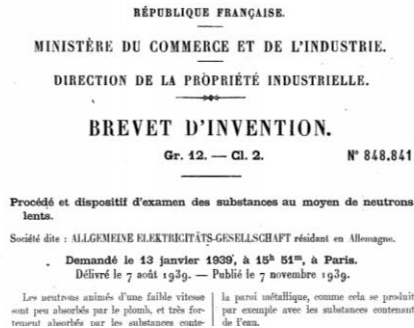 RÉPUBLIQUE FRANÇAISE.
MINISTÈRE DU COMMERCE ET DE L'INDUSTRIE.
DIRECTION DE LA PROPRIÉTÉ INDUSTRIELLE.
BREVET D'INVENTION.
Gr. 12. — Cl. 2. N° 848.841
Procédé et dispositif d'examen des substances au moyen de neutrons
lents.
Société dite : ALLGEMEINE ELEKTRICITÄTS-GESELLSCHAFT résidant en Allemagne.
Demandé le 13 janvier 1939, à 15h 51m, à Paris.
Délivré le 7 août 1939. — Publié le 7 novembre 1939.
Les neutrons animés d'une faible vitesse
sont peu absorbés par le plomb, et très for-
tement absorbés par les substances conte-
la paroi métallique, comme cela se produit
par exemple avec les substances contenant
de l'eau.